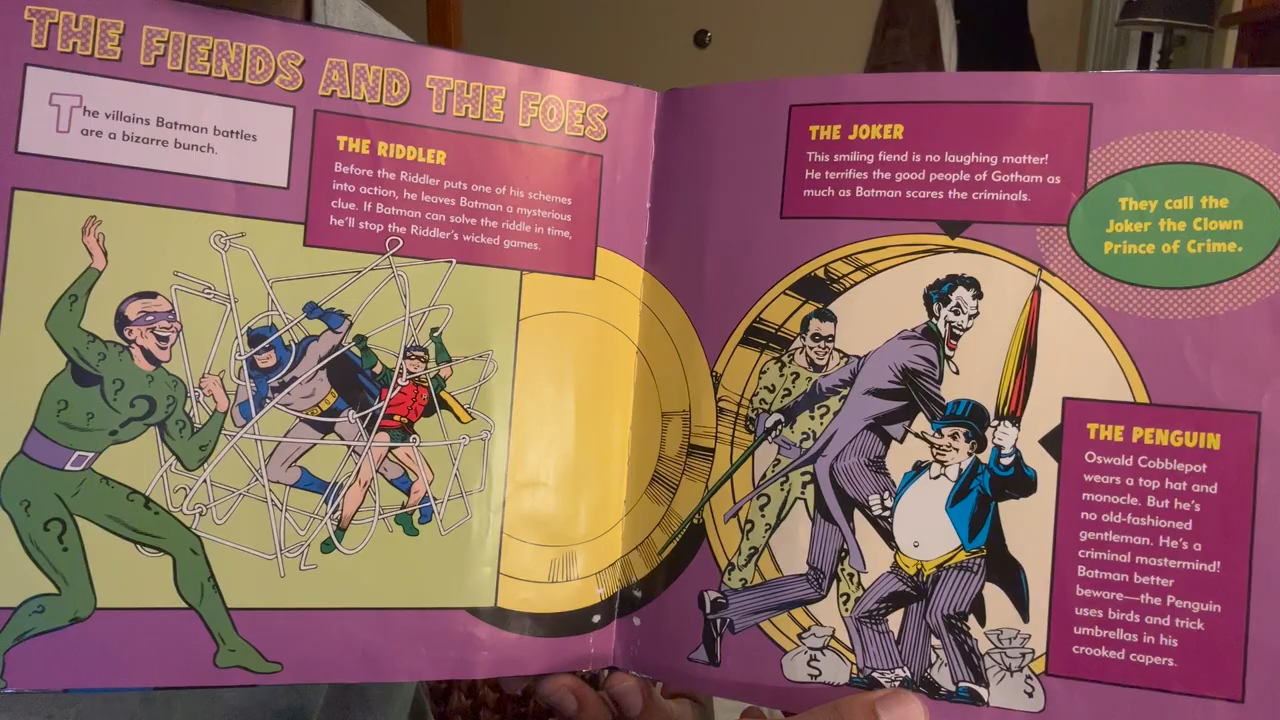 THE FIENDS AND THE FOES
The villains Batman battles
are a bizarre bunch.
THE RIDDLER
Before the Riddler puts one of his schemes
into action, he leaves Batman a mysterious
clue. If Batman can solve the riddle in time,
he'll stop the Riddler's wicked games.
THE JOKER
This smiling fiend is no laughing matter!
He terrifies the good people of Gotham as
much as Batman scares the criminals.
They call the
Joker the Clown
Prince of Crime.
THE PENGUIN
Oswald Cobblepot
wears a top hat and
monocle. But he's
no old-fashioned
gentleman. He's a
criminal mastermind!
Batman better
beware—the Penguin
uses birds and trick
umbrellas in his
crooked capers.